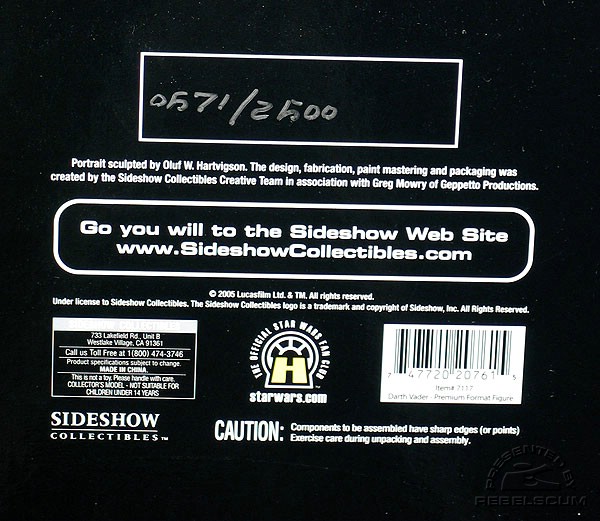 0571/2500
Portrait sculpted by Oluf W. Hartvigson. The design, fabrication, paint mastering and packaging was
created by the Sideshow Collectibles Creative Team in association with Greg Mowry of Geppetto Productions.
Go you will to the Sideshow Web Site
www.SideshowCollectibles.com
© 2005 Lucasfilm Ltd. & TM. All rights reserved.
Under license to Sideshow Collectibles. The Sideshow Collectibles logo is a trademark and copyright of Sideshow, Inc. All Rights Reserved.
SIDESHOW COLLECTIBLES
733 Lakefield Rd., Unit B
Westlake Village, CA 91361
Call us Toll Free at 1(800) 474-3746
Product specifications subject to change.
MADE IN CHINA.
This is not a toy. Please handle with care.
COLLECTOR'S MODEL - NOT SUITABLE FOR
CHILDREN UNDER 14 YEARS
SIDESHOW
COLLECTIBLES™
THE OFFICIAL STAR WARS FAN CLUB
H
™
starwars.com
7 47720 20761 5
Item# 7117
Darth Vader - Premium Format Figure
CAUTION: Components to be assembled have sharp edges (or points)
Exercise care during unpacking and assembly.
PRESENTED BY
REBELSCUM